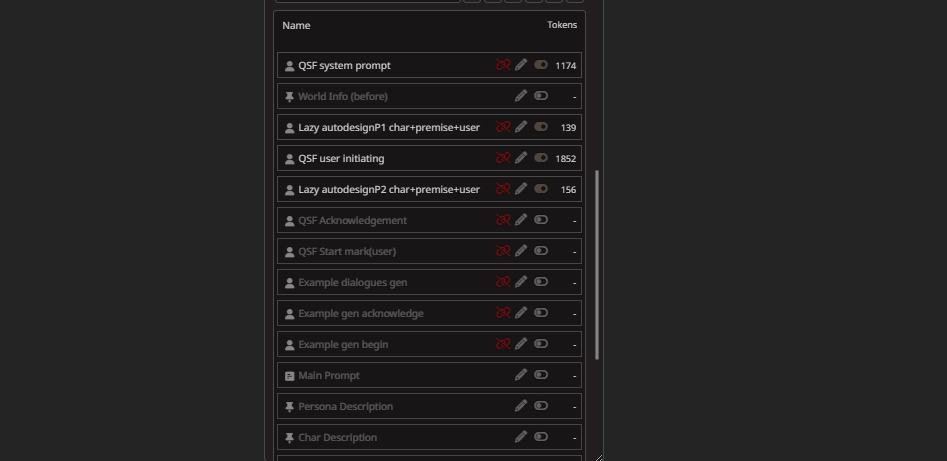 Name Tokens
QSF system prompt 1174
World Info (before) -
Lazy autodesignP1 char+premise+user 139
QSF user initiating 1852
Lazy autodesignP2 char+premise+user 156
QSF Acknowledgement -
QSF Start mark(user) -
Example dialogues gen -
Example gen acknowledge -
Example gen begin -
Main Prompt -
Persona Description -
Char Description -